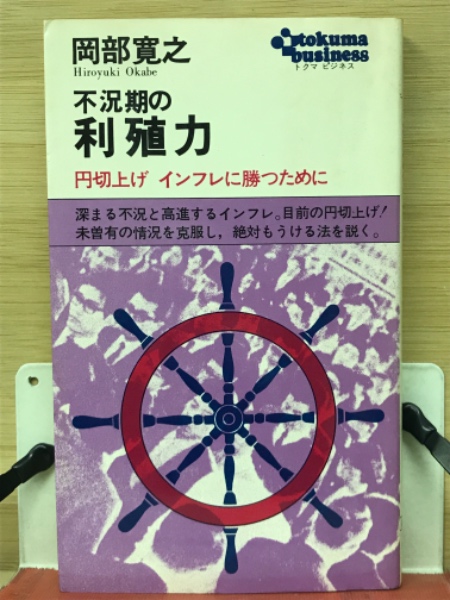 岡部寛之
Hiroyuki Okabe
tokuma
business
トクマ ビジネス
不況期の
利殖力
円切上げ インフレに勝つために
深まる不況と高進するインフレ。目前の円切上げ!
未曽有の情況を克服し，絶対もうける法を説く。